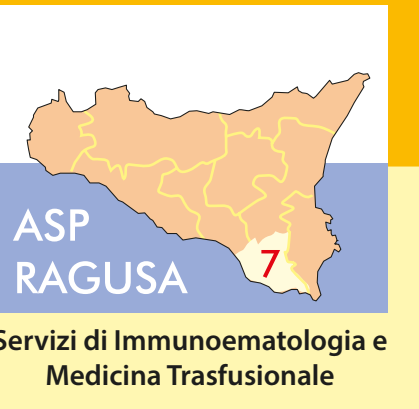 ASP
RAGUSA
7
Servizi di Immunoematologia e
Medicina Trasfusionale